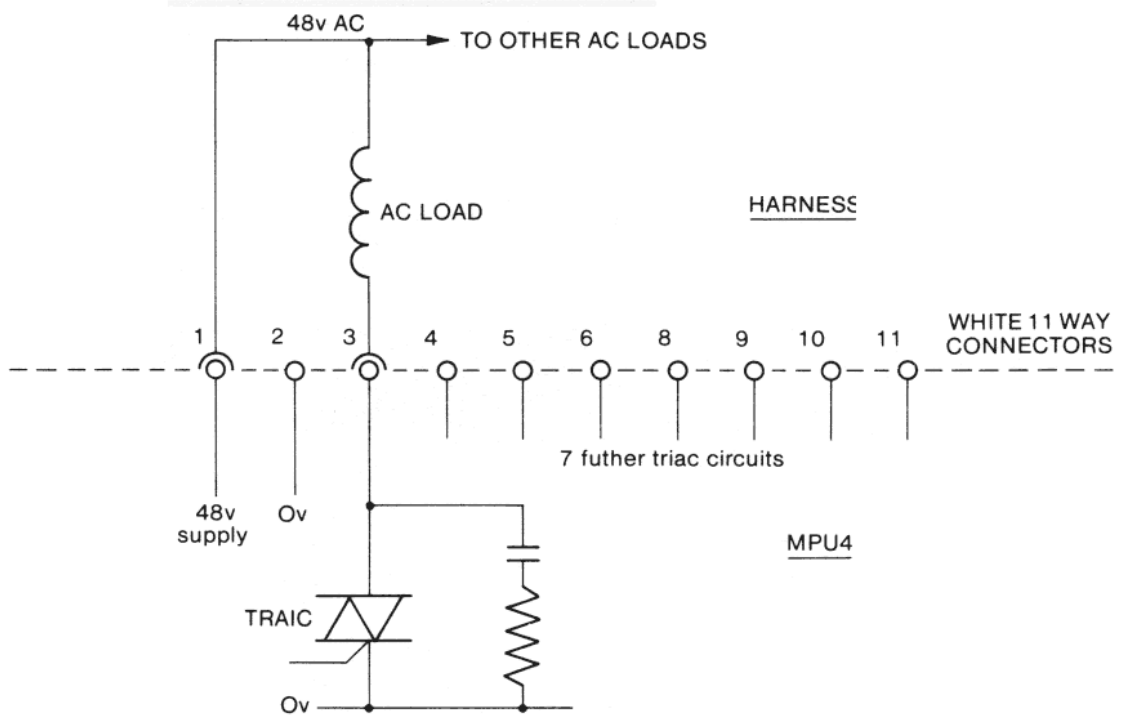 48v AC
TO OTHER AC LOADS
AC LOAD
HARNESS
1 2 3 4 5 6 8 9 10 11
WHITE 11 WAY
CONNECTORS
7 futher triac circuits
48v
supply
Ov
MPU4
TRAIC
Ov